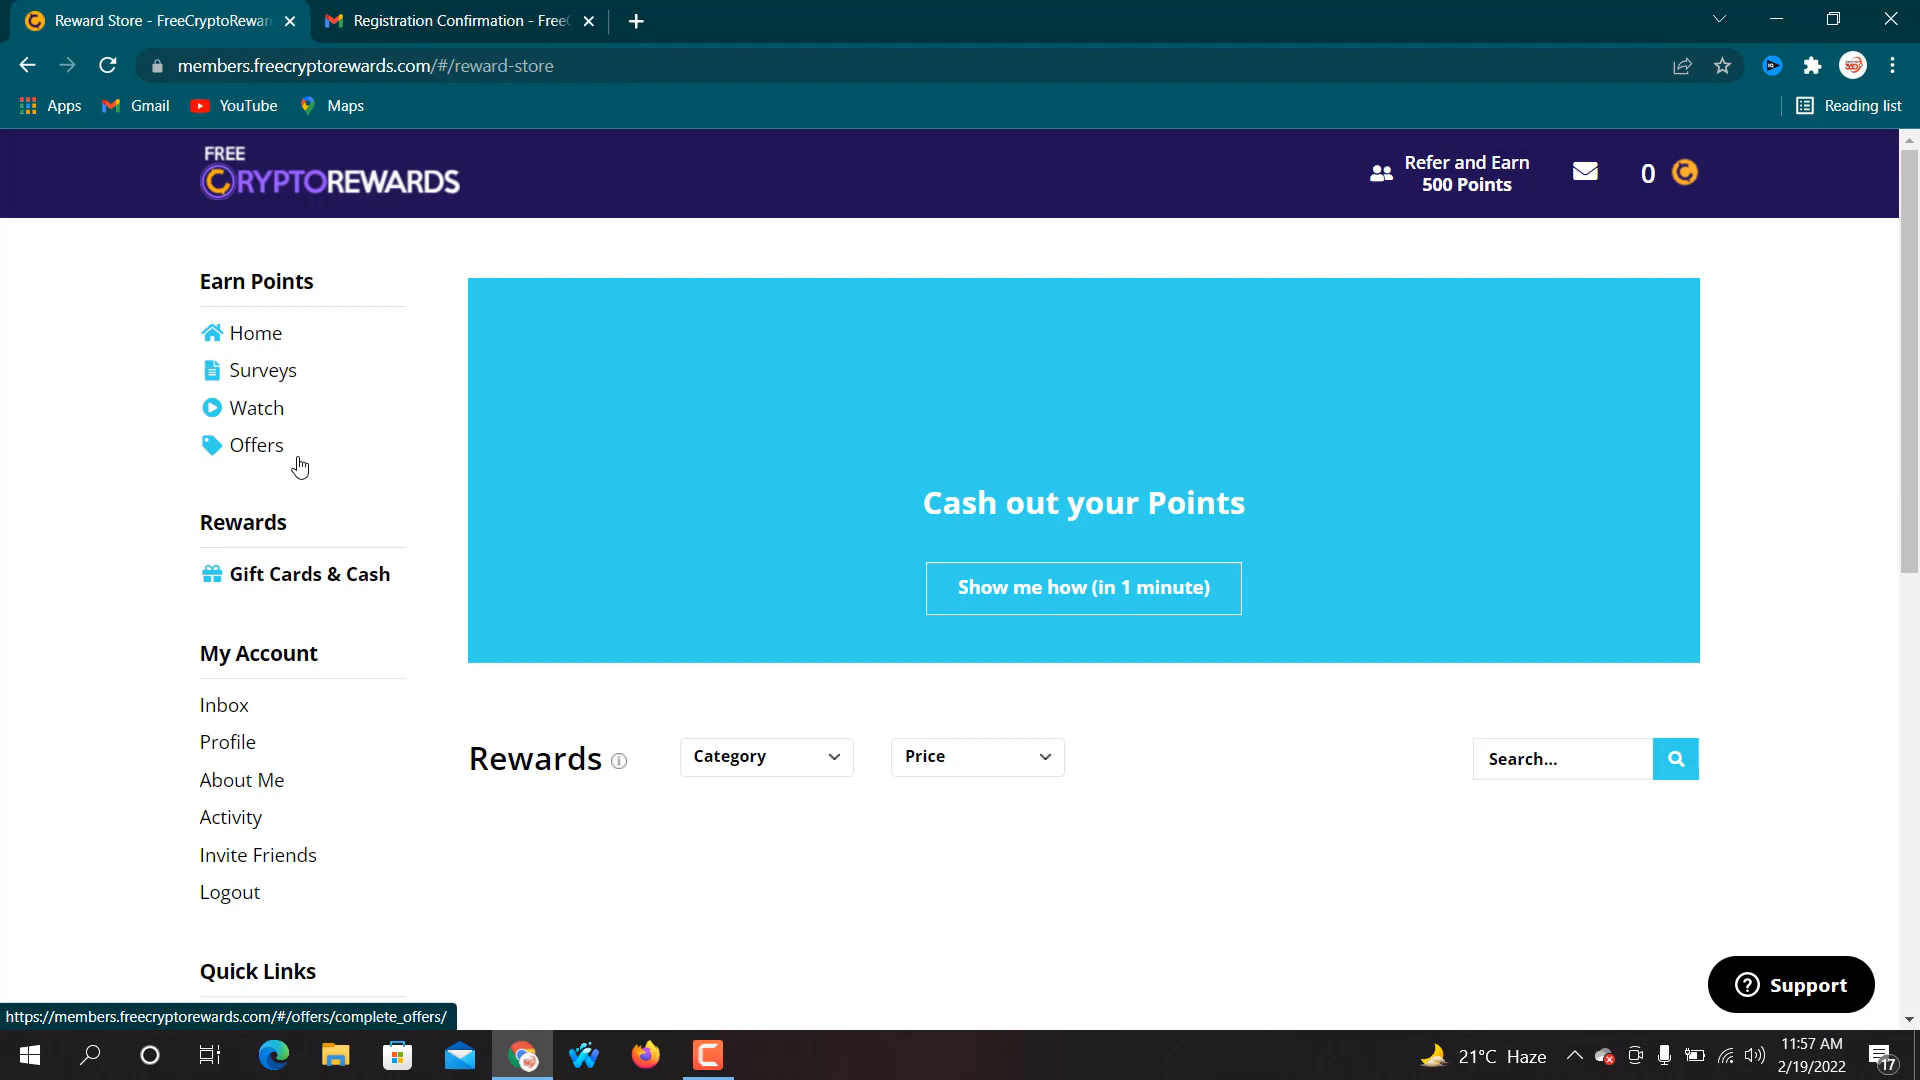 Reward Store - FreeCryptoRewar
Registration Confirmation - Free
members.freecryptorewards.com/#/reward-store
Apps
Gmail
YouTube
Maps
Reading list
FREE
CRYPTOREWARDS
Refer and Earn
500 Points
0
Earn Points
Home
Surveys
Watch
Offers
Rewards
Gift Cards & Cash
My Account
Inbox
Profile
About Me
Activity
Invite Friends
Logout
Quick Links
Cash out your Points
Show me how (in 1 minute)
Rewards
Category
Price
Search...
Support
https://members.freecryptorewards.com/#/offers/complete_offers/
21°C Haze
11:57 AM
2/19/2022
17